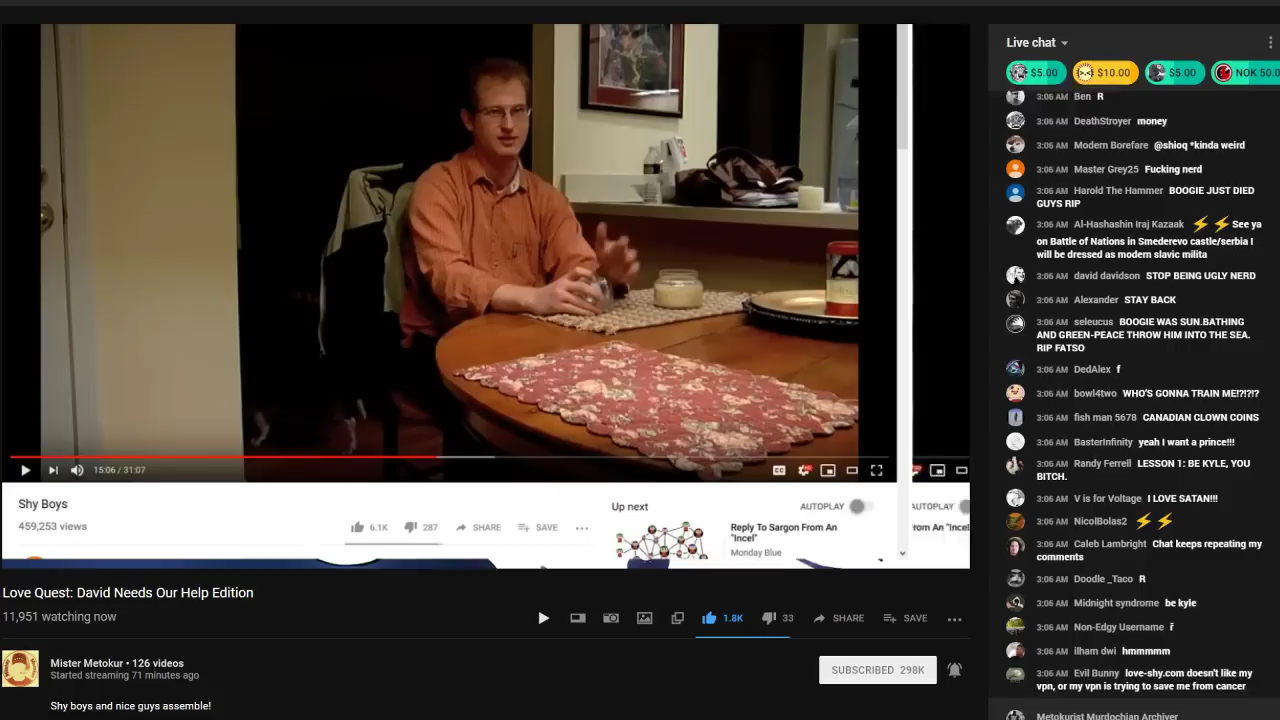 Live chat
$5.00
$10.00
$5.00
NOK 50.0
3:06 AM Ben R
3:06 AM DeathStroyer money
3:06 AM Modern Borefare @shioq *kinda weird
3:06 AM Master Grey25 Fucking nerd
3:06 AM Harold The Hammer BOOGIE JUST DIED
GUYS RIP
3:06 AM Al-Hashashin Iraj Kazaak ⚡⚡See ya
on Battle of Nations in Smederevo castle/serbia I
will be dressed as modern slavic milita
3:06 AM david davidson STOP BEING UGLY NERD
3:06 AM Alexander STAY BACK
3:06 AM seleucus BOOGIE WAS SUN.BATHING
AND GREEN-PEACE THROW HIM INTO THE SEA.
RIP FATSO
3:06 AM DedAlex f
3:06 AM bowl4two WHO'S GONNA TRAIN ME!?!?!?
3:06 AM fish man 5678 CANADIAN CLOWN COINS
3:06 AM BasterInfinity yeah I want a prince!!!
3:06 AM Randy Ferrell LESSON 1: BE KYLE, YOU
BITCH.
3:06 AM V is for Voltage I LOVE SATAN!!!
3:06 AM NicolBolas2 ⚡⚡
3:06 AM Caleb Lambright Chat keeps repeating my
comments
3:06 AM Doodle _Taco R
3:06 AM Midnight syndrome be kyle
3:06 AM Non-Edgy Username ř
3:06 AM ilham dwi hmmmmm
3:06 AM Evil Bunny love-shy.com doesn't like my
vpn, or my vpn is trying to save me from cancer
Metokurist Murdochian Archiver
15:06 / 31:07
CC
Shy Boys
459,253 views
6.1K
287
SHARE
SAVE
Up next
AUTOPLAY
AUTOPLAY
Reply To Sargon From An
"Incel"
Monday Blue
rom An "Incel
Love Quest: David Needs Our Help Edition
11,951 watching now
1.8K
33
SHARE
SAVE
Mister Metokur • 126 videos
Started streaming 71 minutes ago
SUBSCRIBED 298K
Shy boys and nice guys assemble!